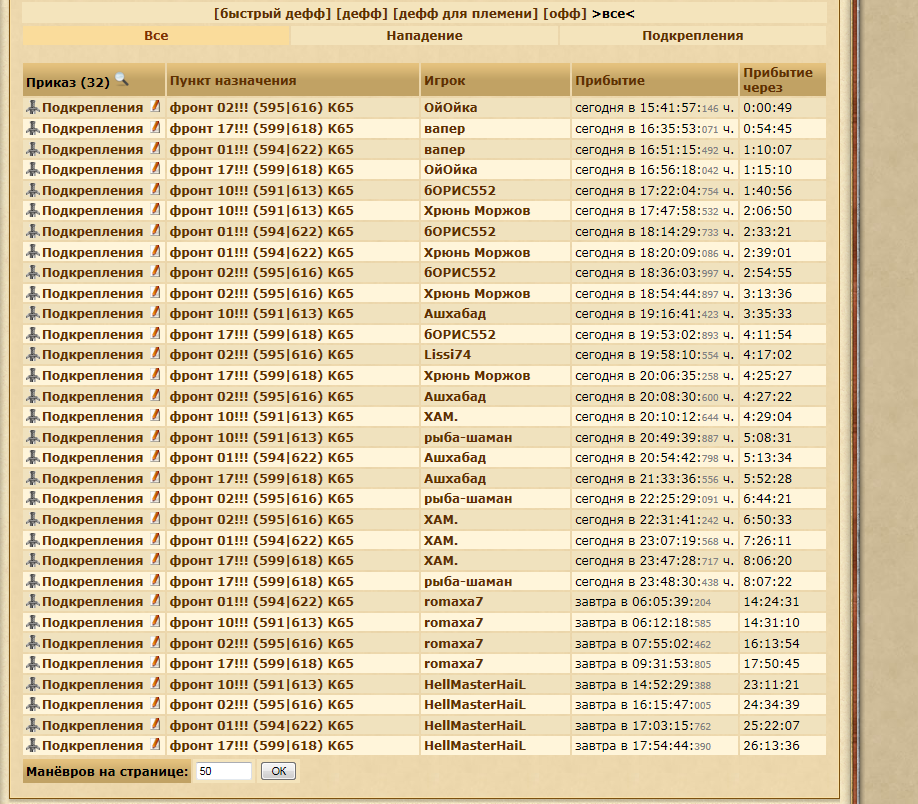 [быстрый дефф] [дефф] [дефф для племени] [офф] >все<
Все Нападение Подкрепления
Приказ (32) Пункт назначения Игрок Прибытие Прибытие через
Подкрепления фронт 02!!! (595|616) K65 ОйОйка сегодня в 15:41:57:146 ч. 0:00:49
Подкрепления фронт 17!!! (599|618) K65 вапер сегодня в 16:35:53:071 ч. 0:54:45
Подкрепления фронт 01!!! (594|622) K65 вапер сегодня в 16:51:15:492 ч. 1:10:07
Подкрепления фронт 17!!! (599|618) K65 ОйОйка сегодня в 16:56:18:042 ч. 1:15:10
Подкрепления фронт 10!!! (591|613) K65 бОРИС552 сегодня в 17:22:04:754 ч. 1:40:56
Подкрепления фронт 10!!! (591|613) K65 Хрюнь Моржов сегодня в 17:47:58:532 ч. 2:06:50
Подкрепления фронт 01!!! (594|622) K65 бОРИС552 сегодня в 18:14:29:733 ч. 2:33:21
Подкрепления фронт 01!!! (594|622) K65 Хрюнь Моржов сегодня в 18:20:09:086 ч. 2:39:01
Подкрепления фронт 02!!! (595|616) K65 бОРИС552 сегодня в 18:36:03:997 ч. 2:54:55
Подкрепления фронт 02!!! (595|616) K65 Хрюнь Моржов сегодня в 18:54:44:897 ч. 3:13:36
Подкрепления фронт 10!!! (591|613) K65 Ашхабад сегодня в 19:16:41:423 ч. 3:35:33
Подкрепления фронт 17!!! (599|618) K65 бОРИС552 сегодня в 19:53:02:893 ч. 4:11:54
Подкрепления фронт 02!!! (595|616) K65 Lissi74 сегодня в 19:58:10:554 ч. 4:17:02
Подкрепления фронт 17!!! (599|618) K65 Хрюнь Моржов сегодня в 20:06:35:258 ч. 4:25:27
Подкрепления фронт 02!!! (595|616) K65 Ашхабад сегодня в 20:08:30:600 ч. 4:27:22
Подкрепления фронт 10!!! (591|613) K65 ХАМ. сегодня в 20:10:12:644 ч. 4:29:04
Подкрепления фронт 10!!! (591|613) K65 рыба-шаман сегодня в 20:49:39:887 ч. 5:08:31
Подкрепления фронт 01!!! (594|622) K65 Ашхабад сегодня в 20:54:42:798 ч. 5:13:34
Подкрепления фронт 17!!! (599|618) K65 Ашхабад сегодня в 21:33:36:556 ч. 5:52:28
Подкрепления фронт 02!!! (595|616) K65 рыба-шаман сегодня в 22:25:29:091 ч. 6:44:21
Подкрепления фронт 02!!! (595|616) K65 ХАМ. сегодня в 22:31:41:242 ч. 6:50:33
Подкрепления фронт 01!!! (594|622) K65 ХАМ. сегодня в 23:07:19:568 ч. 7:26:11
Подкрепления фронт 17!!! (599|618) K65 ХАМ. сегодня в 23:47:28:717 ч. 8:06:20
Подкрепления фронт 17!!! (599|618) K65 рыба-шаман сегодня в 23:48:30:438 ч. 8:07:22
Подкрепления фронт 01!!! (594|622) K65 romaxa7 завтра в 06:05:39:204 14:24:31
Подкрепления фронт 10!!! (591|613) K65 romaxa7 завтра в 06:12:18:585 14:31:10
Подкрепления фронт 02!!! (595|616) K65 romaxa7 завтра в 07:55:02:462 16:13:54
Подкрепления фронт 17!!! (599|618) K65 romaxa7 завтра в 09:31:53:805 17:50:45
Подкрепления фронт 10!!! (591|613) K65 HellMasterHaiL завтра в 14:52:29:388 23:11:21
Подкрепления фронт 02!!! (595|616) K65 HellMasterHaiL завтра в 16:15:47:005 24:34:39
Подкрепления фронт 01!!! (594|622) K65 HellMasterHaiL завтра в 17:03:15:762 25:22:07
Подкрепления фронт 17!!! (599|618) K65 HellMasterHaiL завтра в 17:54:44:390 26:13:36
Манёвров на странице: 50 OK